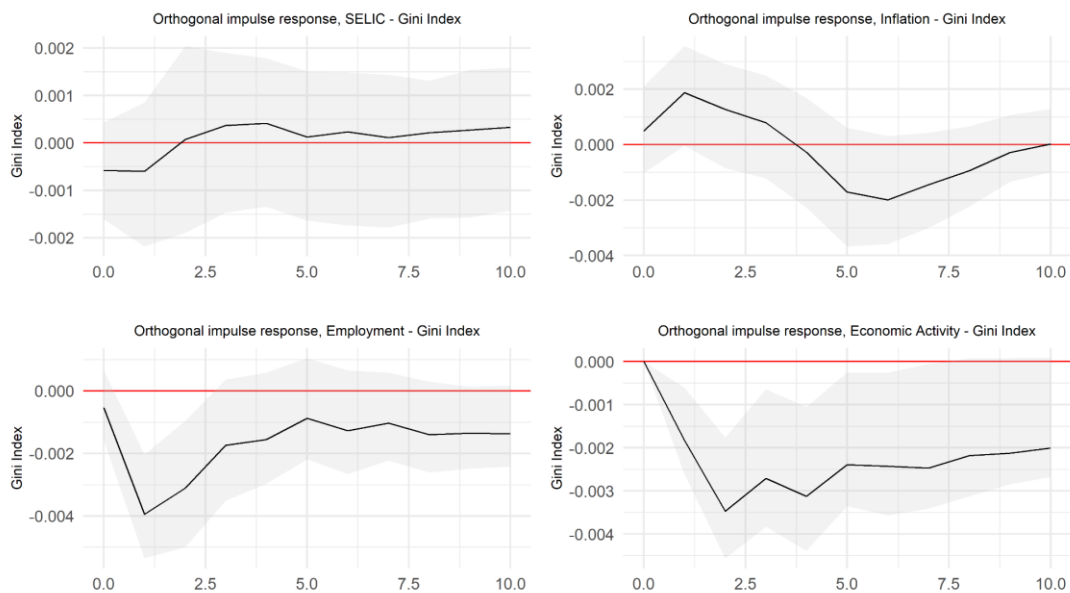 Orthogonal impulse response, SELIC - Gini Index
Gini Index
0.002
0.001
0.000
-0.001
-0.002
0.0 2.5 5.0 7.5 10.0
Orthogonal impulse response, Inflation - Gini Index
Gini Index
0.002
0.000
-0.002
-0.004
0.0 2.5 5.0 7.5 10.0
Orthogonal impulse response, Employment - Gini Index
Gini Index
0.000
-0.002
-0.004
0.0 2.5 5.0 7.5 10.0
Orthogonal impulse response, Economic Activity - Gini Index
Gini Index
0.000
-0.001
-0.002
-0.003
-0.004
0.0 2.5 5.0 7.5 10.0